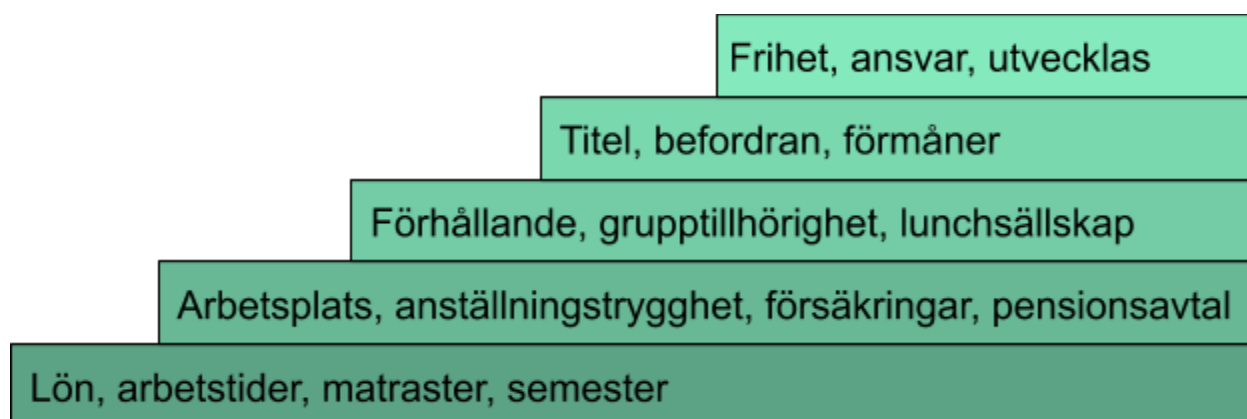 Frihet, ansvar, utvecklas
Titel, befordran, förmåner
Förhållande, grupptillhörighet, lunchsällskap
Arbetsplats, anställningstrygghet, försäkringar, pensionsavtal
Lön, arbetstider, matraster, semester